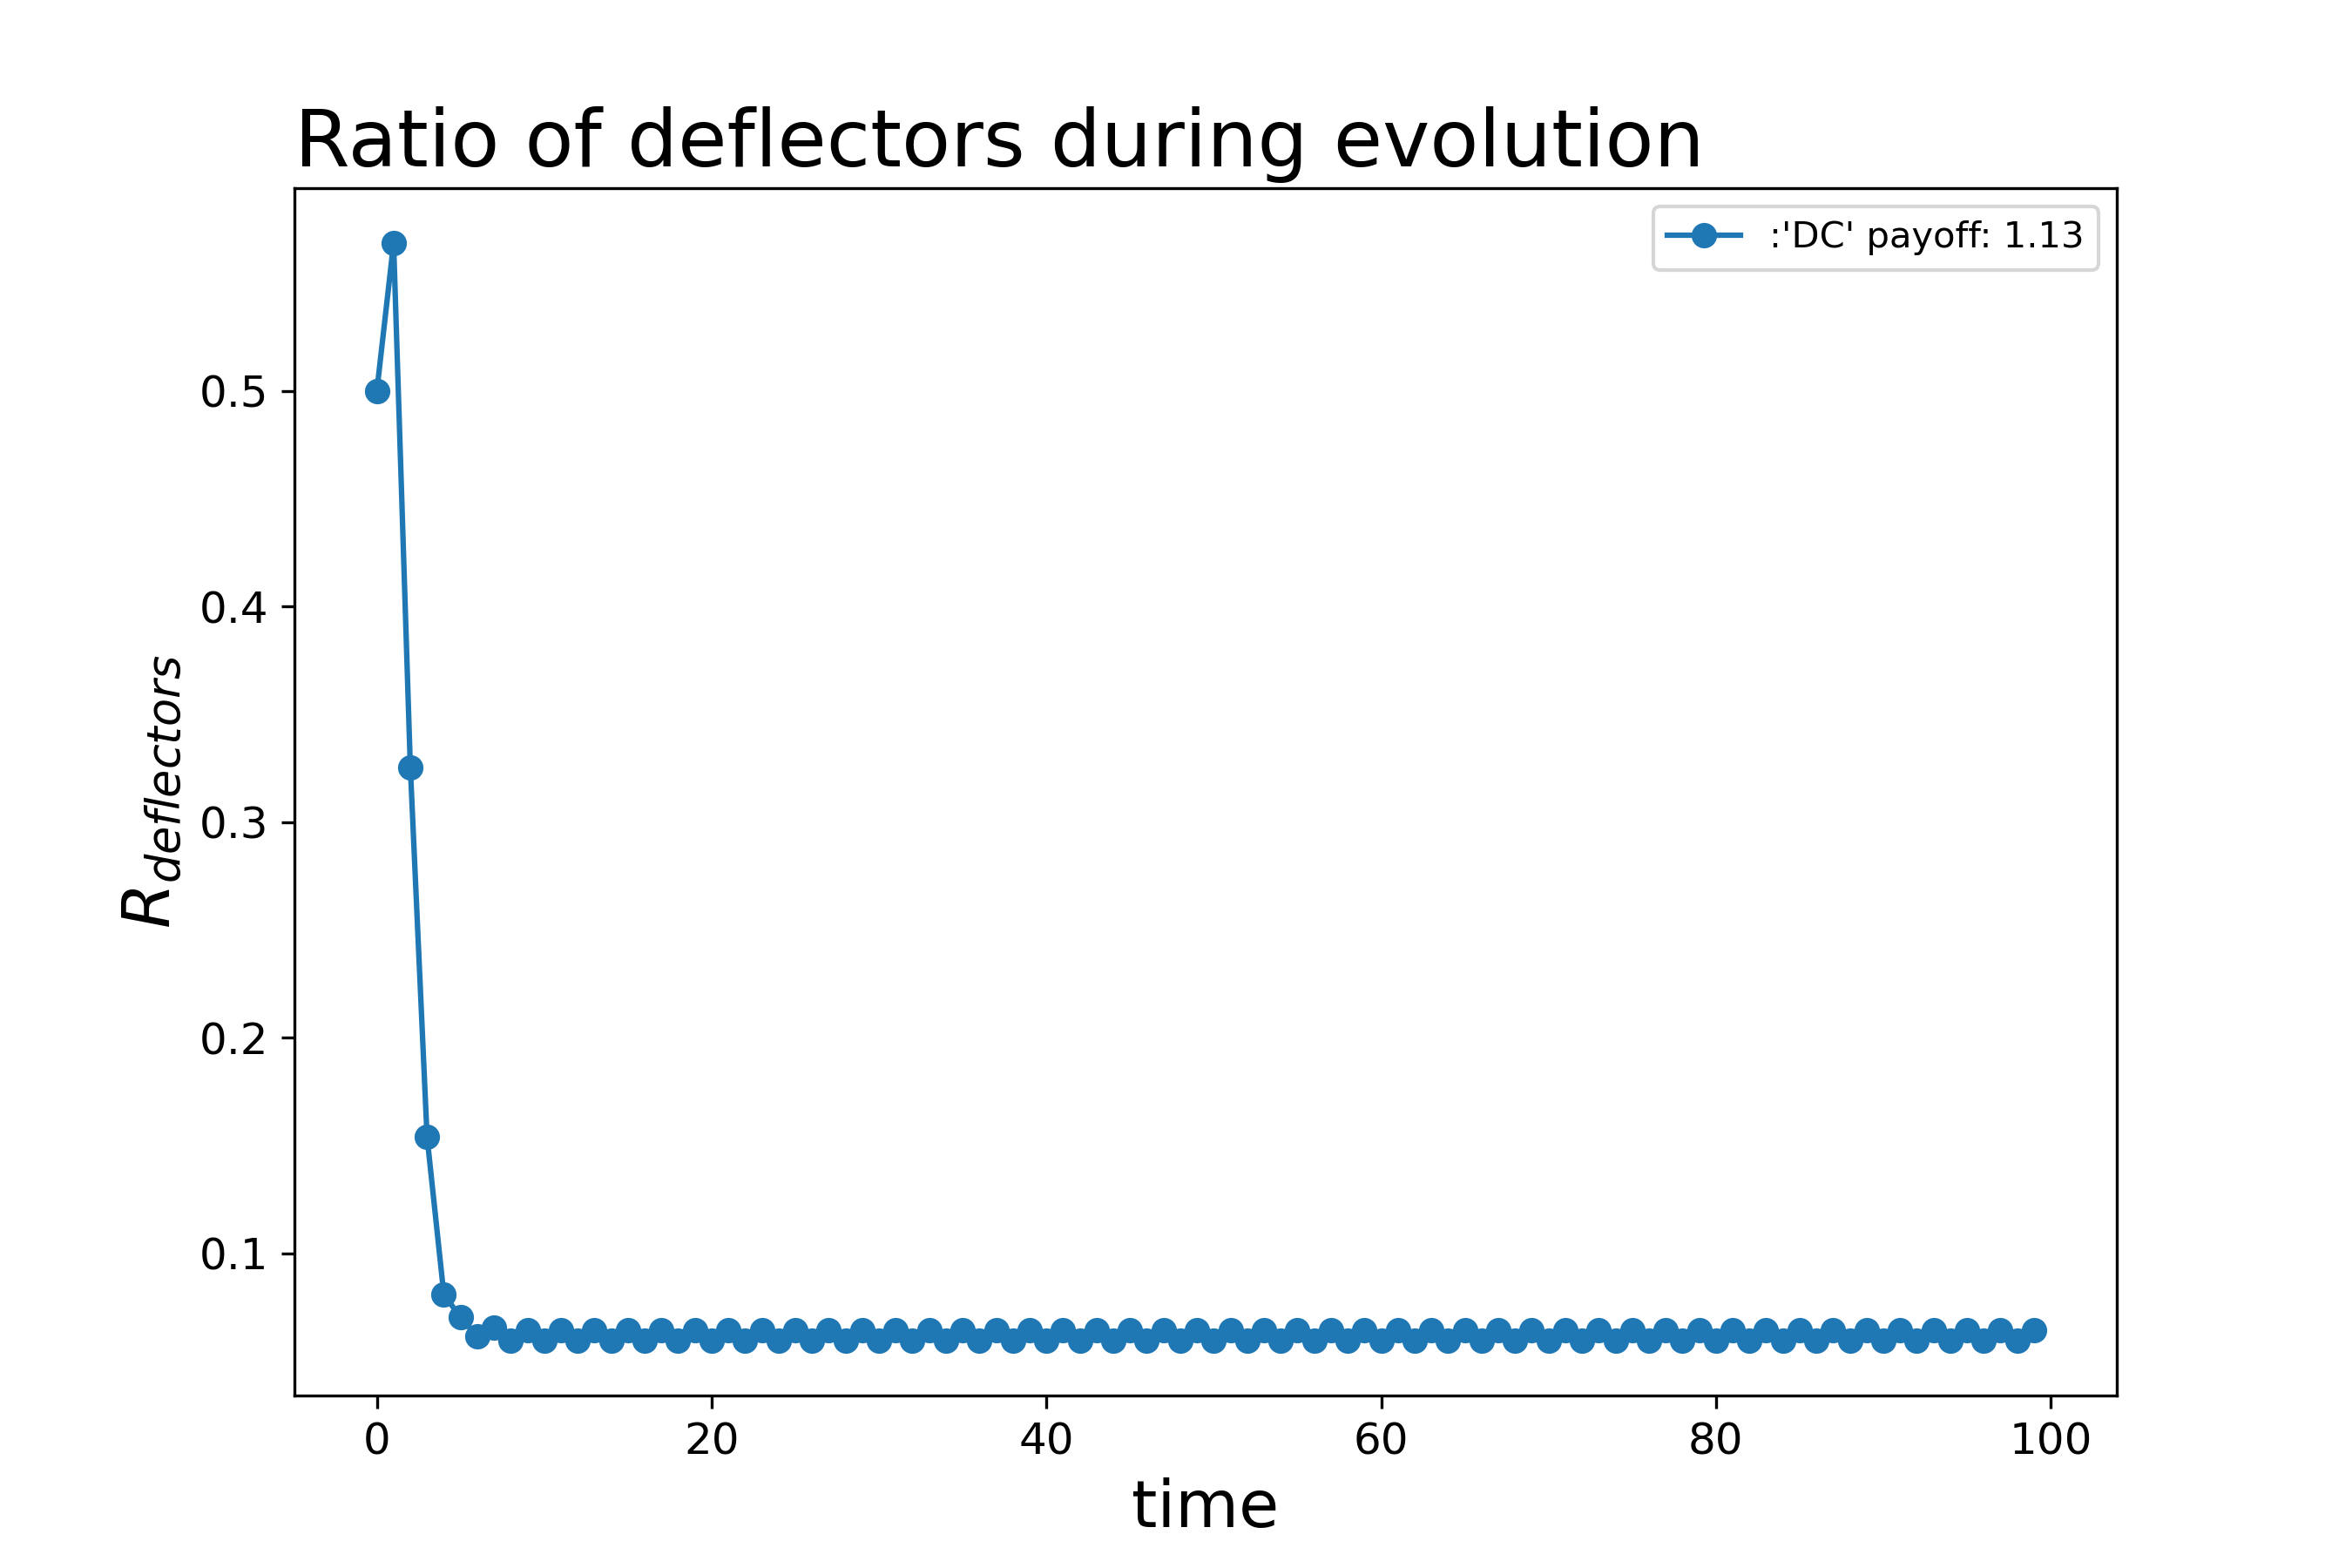 Ratio of deflectors during evolution
:'DC' payoff: 1.13
R_deflectors
0.5
0.4
0.3
0.2
0.1
0 20 40 60 80 100
time